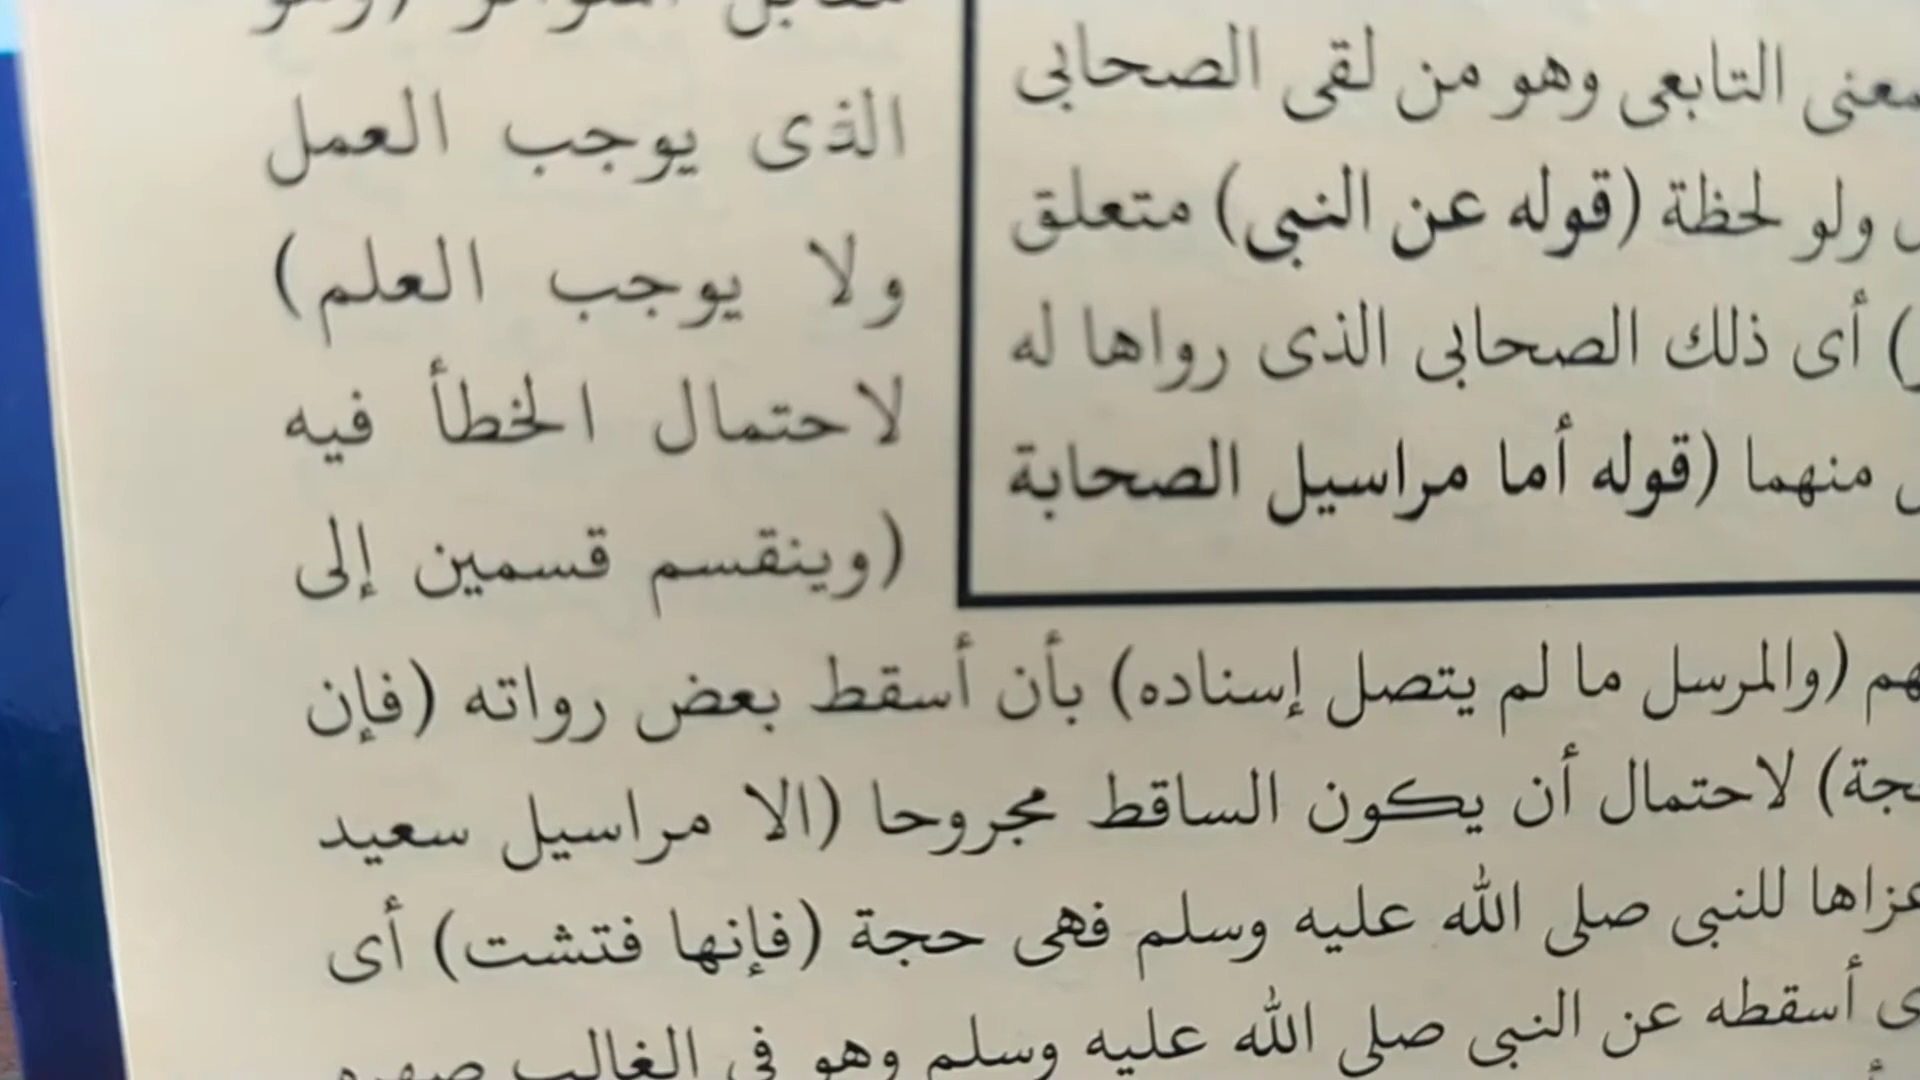 معنى التابعى وهو من لقى الصحابى
ولو لحظة (قوله عن النبى) متعلق
أى ذلك الصحابى الذى رواها له
منهما (قوله أما مراسيل الصحابة
الذى يوجب العمل
ولا يوجب العلم)
لاحتمال الخطأ فيه
(وينقسم قسمين إلى
(والمرسل ما لم يتصل إسناده) بأن أسقط بعض رواته (فإن
لاحتمال أن يكون الساقط مجروحا (الا مراسيل سعيد
عزاها للنبى صلى الله عليه وسلم فهى حجة (فإنها فتشت) أى
أسقطه عن النبى صلى الله عليه وسلم وهو فى الغالب صهره